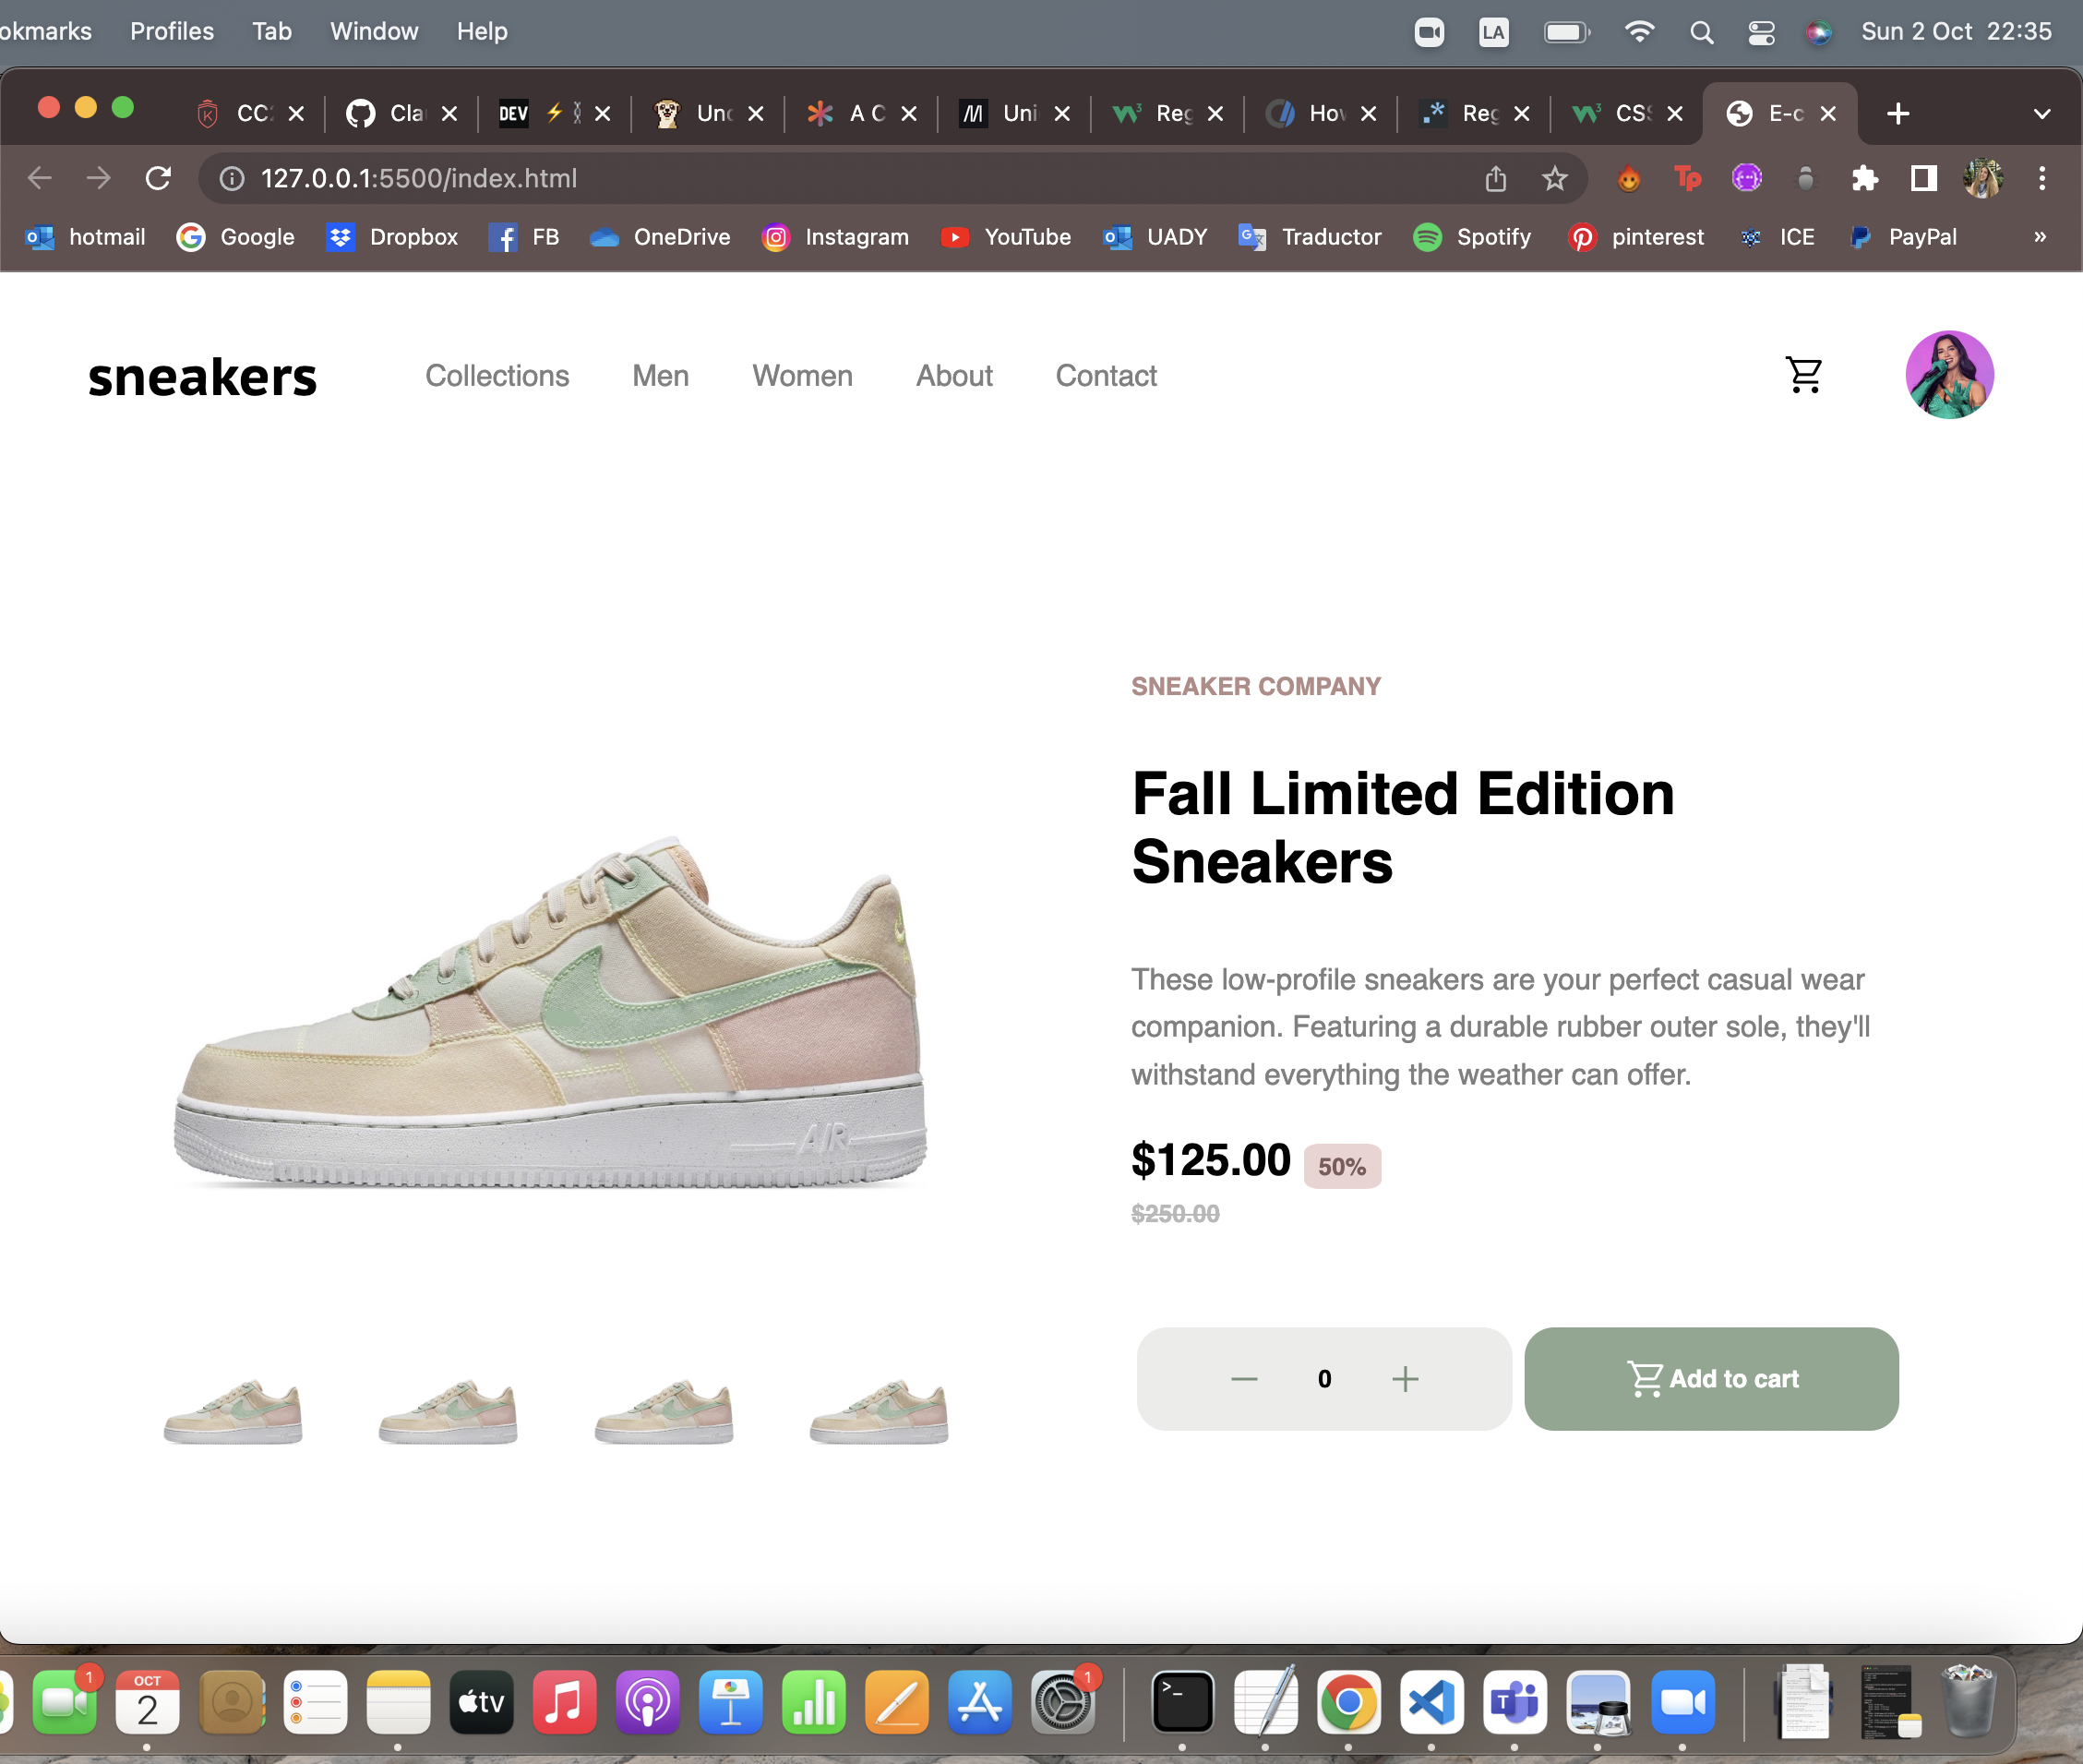 okmarks Profiles Tab Window Help LA Sun 2 Oct 22:35
CC Cla DEV Und A C Uni Reg How Reg CSS E-c
127.0.0.1:5500/index.html
hotmail Google Dropbox FB OneDrive Instagram YouTube UADY Traductor Spotify pinterest ICE PayPal »
sneakers Collections Men Women About Contact
SNEAKER COMPANY
Fall Limited Edition
Sneakers
These low-profile sneakers are your perfect casual wear
companion. Featuring a durable rubber outer sole, they'll
withstand everything the weather can offer.
$125.00 50%
$250.00
AIR
0 Add to cart
1 OCT 2 tv 1